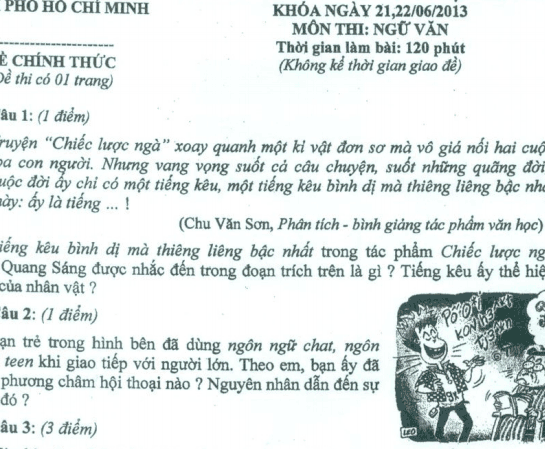 PHỐ HỒ CHÍ MINH
KHÓA NGÀY 21,22/06/2013
MÔN THI: NGỮ VĂN
Thời gian làm bài: 120 phút
(Không kể thời gian giao đề)
Ề CHÍNH THỨC
Đề thi có 01 trang)
âu 1: (1 điểm)
ruyện “Chiếc lược ngà” xoay quanh một kỉ vật đơn sơ mà vô giá nối hai cuộ
ba con người. Nhưng vang vọng suốt cả câu chuyện, suốt những quãng đời
uộc đời ấy chỉ có một tiếng kêu, một tiếng kêu bình dị mà thiêng liêng bậc nh
này: ấy là tiếng ... !
(Chu Văn Sơn, Phân tích - bình giảng tác phẩm văn học)
iếng kêu bình dị mà thiêng liêng bậc nhất trong tác phẩm Chiếc lược ng
Quang Sáng được nhắc đến trong đoạn trích trên là gì ? Tiếng kêu ấy thể hiệ
của nhân vật ?
âu 2: (1 điểm)
ạn trẻ trong hình bên đã dùng ngôn ngữ chat, ngôn
teen khi giao tiếp với người lớn. Theo em, bạn ấy đã
phương châm hội thoại nào ? Nguyên nhân dẫn đến sự
đó ?
âu 3: (3 điểm)
LEO